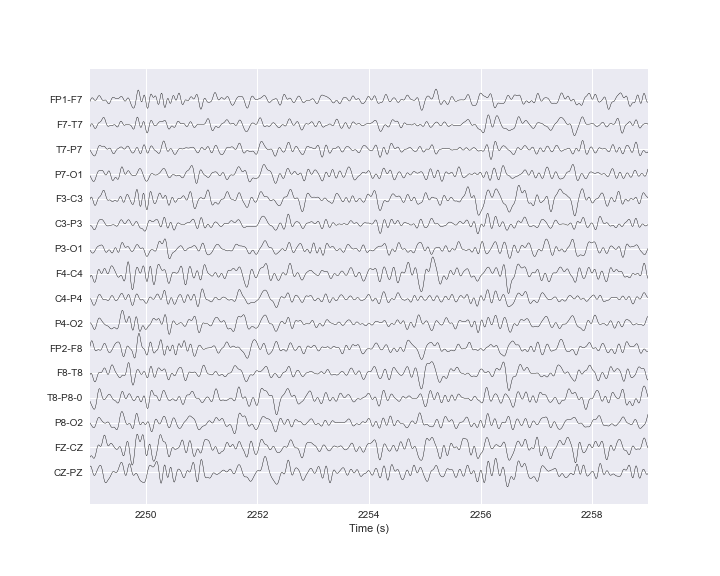 FP1-F7
F7-T7
T7-P7
P7-O1
F3-C3
C3-P3
P3-O1
F4-C4
C4-P4
P4-O2
FP2-F8
F8-T8
T8-P8-0
P8-O2
FZ-CZ
CZ-PZ
2250 2252 2254 2256 2258
Time (s)